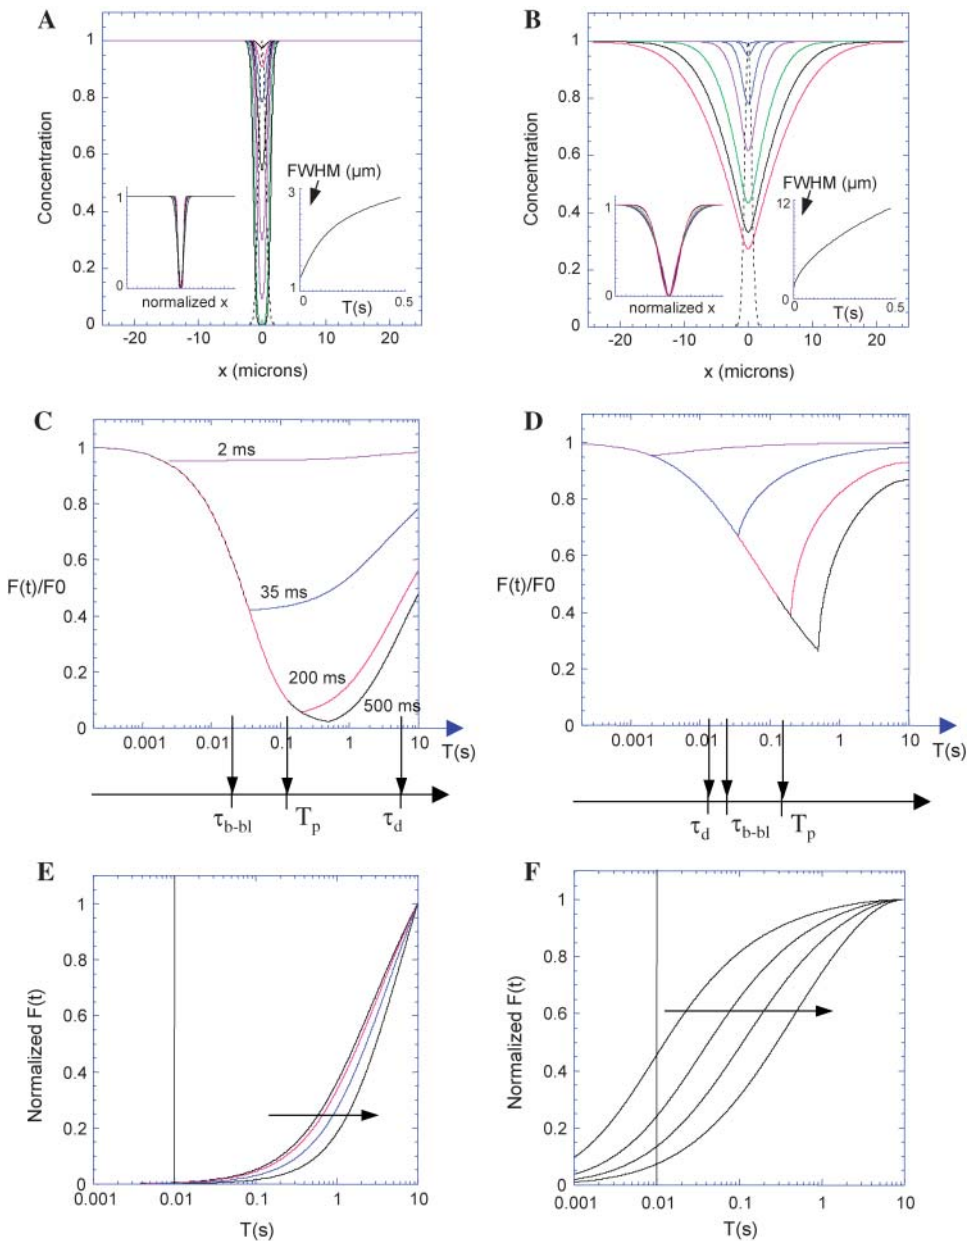 A
Concentration
1
0.8
0.6
0.4
0.2
0
1
0
normalized x
FWHM (µm)
3
1
0
0.5
T(s)
-20
-10
0
10
20
x (microns)
B
Concentration
1
0.8
0.6
0.4
0.2
0
1
0
normalized x
FWHM (µm)
12
0
0
0.5
T(s)
-20
-10
0
10
20
x (microns)
C
F(t)/F0
1
0.8
0.6
0.4
0.2
0
2 ms
35 ms
200 ms
500 ms
0.001
0.01
0.1
1
10
T(s)
τb-bl
Tp
τd
D
F(t)/F0
1
0.8
0.6
0.4
0.2
0
0.001
0.01
0.1
1
10
T(s)
τd
τb-bl
Tp
E
Normalized F(t)
1
0.8
0.6
0.4
0.2
0
0.001
0.01
0.1
1
10
T(s)
F
Normalized F(t)
1
0.8
0.6
0.4
0.2
0
0.001
0.01
0.1
1
10
T(s)